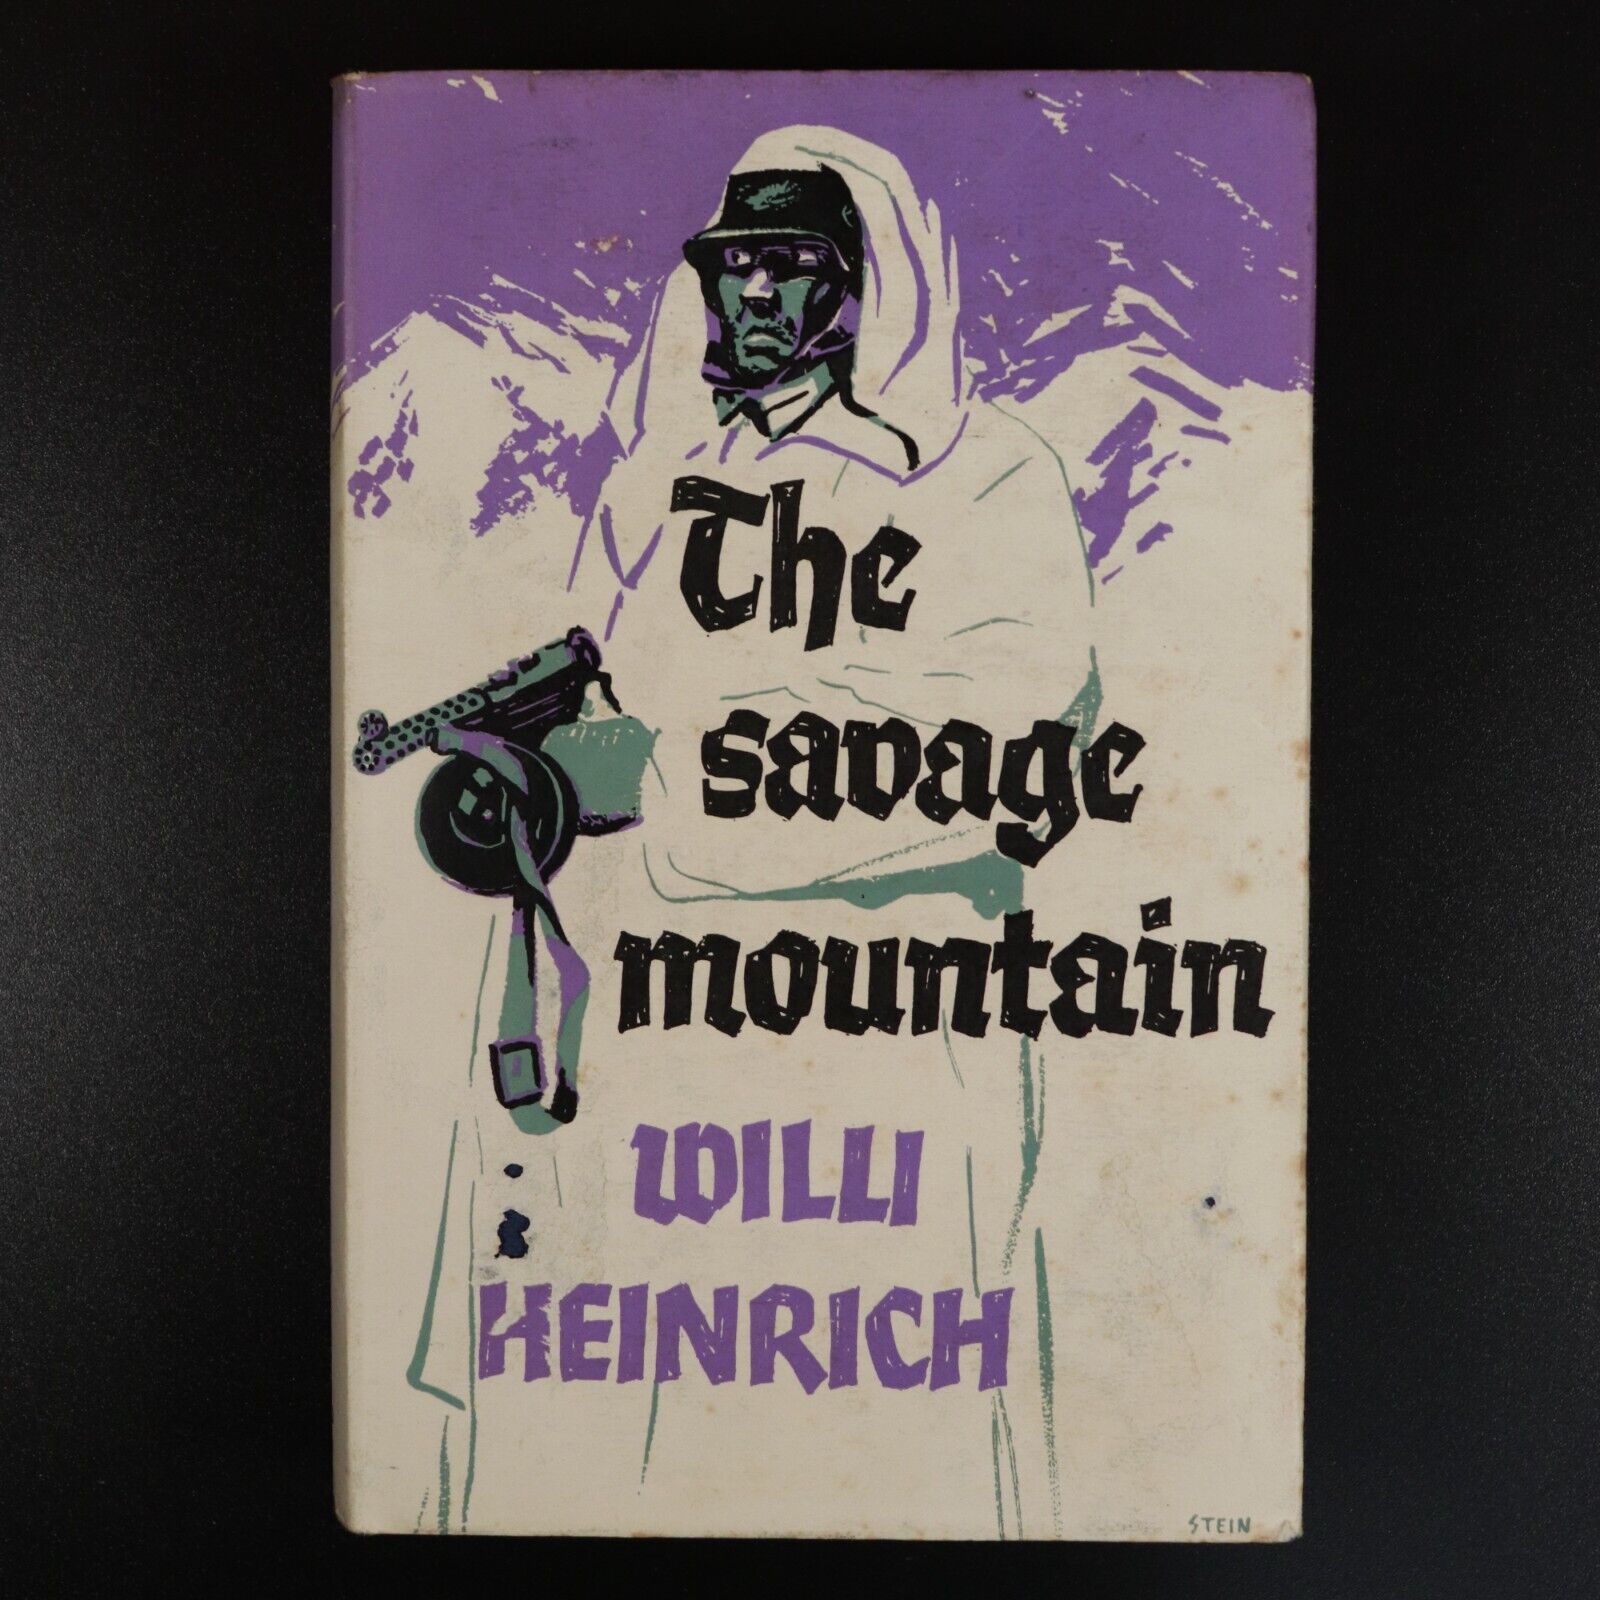 The
savage
mountain
WILLI
HEINRICH
STEIN